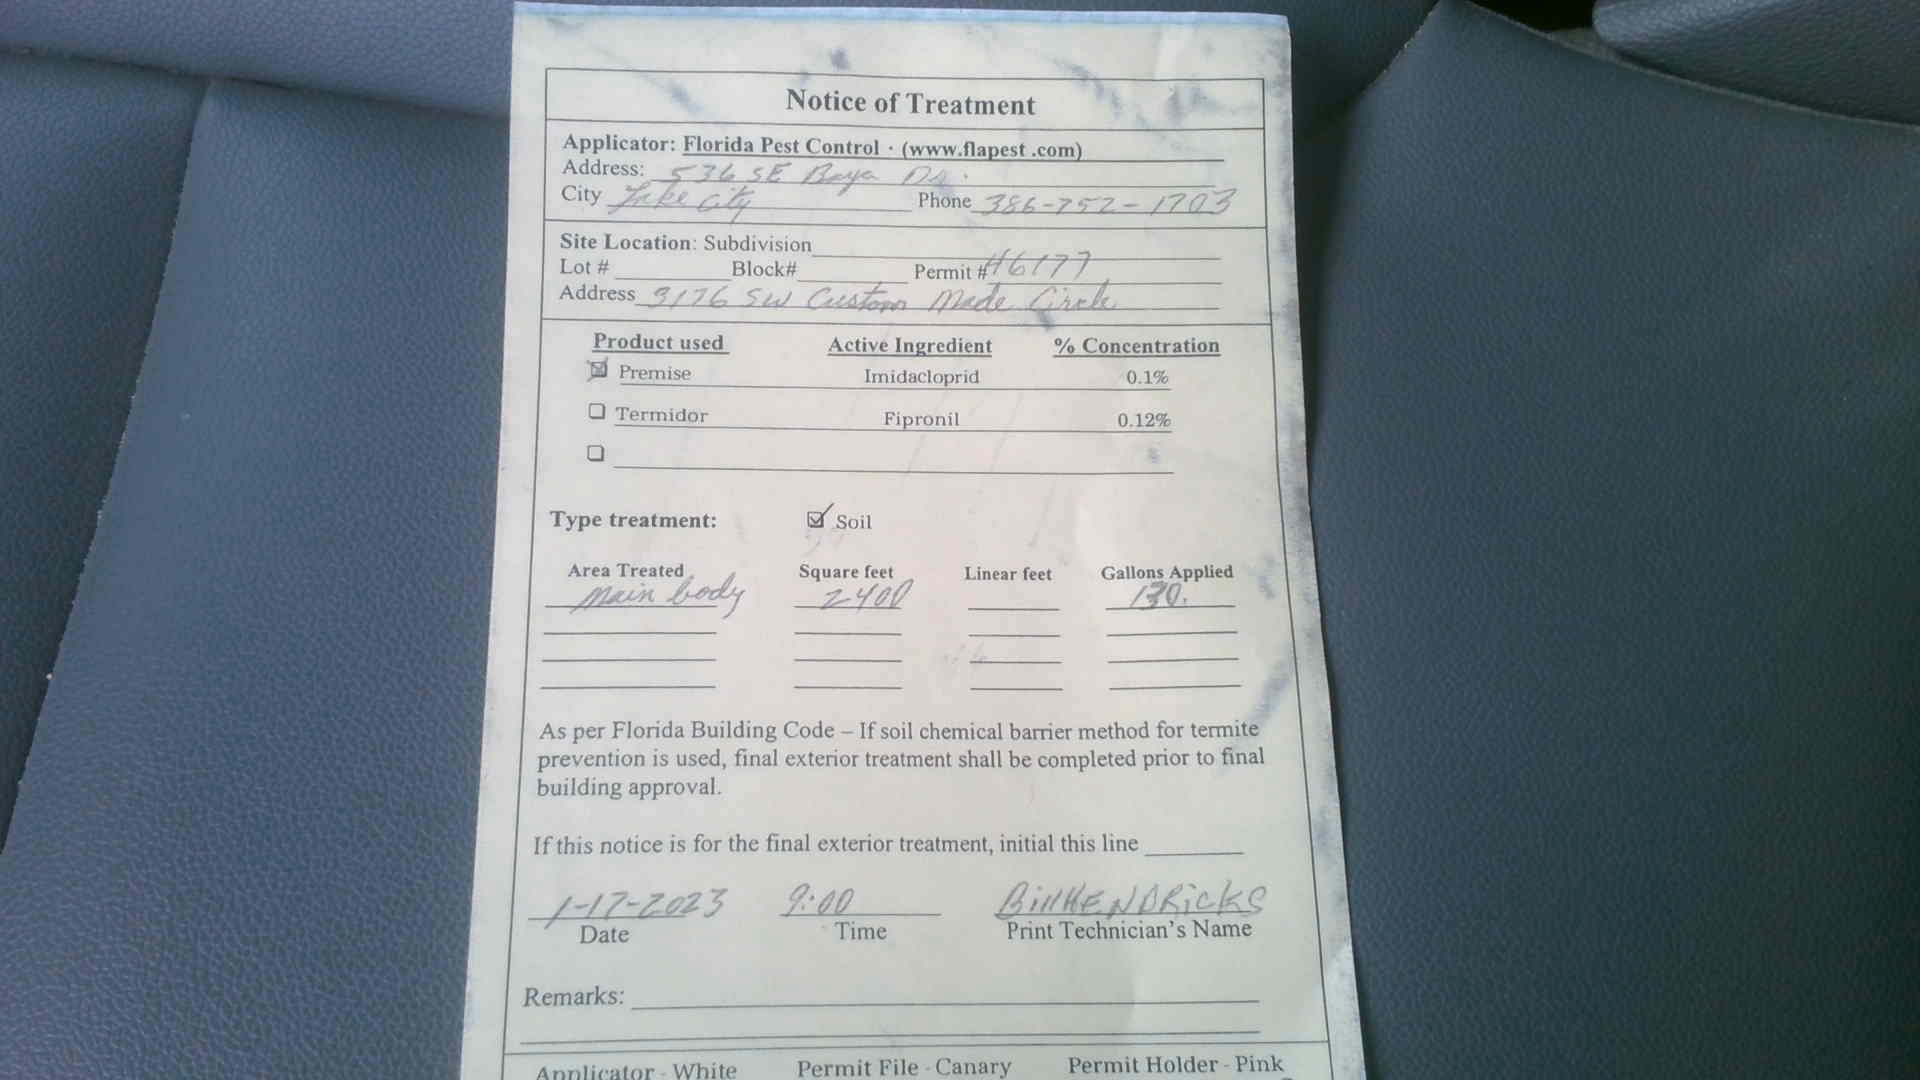 Notice of Treatment
Applicator: Florida Pest Control · (www.flapest .com)
Address: 536 SE Baya Dr.
City Lake City Phone 386-752-1703
Site Location: Subdivision
Lot # Block# Permit # 46177
Address 3176 SW Custom Made Circle
Product used Active Ingredient % Concentration
Premise Imidacloprid 0.1%
Termidor Fipronil 0.12%
Type treatment: Soil
Area Treated Square feet Linear feet Gallons Applied
Main body 2400 130.
As per Florida Building Code – If soil chemical barrier method for termite
prevention is used, final exterior treatment shall be completed prior to final
building approval.
If this notice is for the final exterior treatment, initial this line
1-17-2023 9:00 Bill HENDRICKS
Date Time Print Technician's Name
Remarks:
Applicator - White Permit File - Canary Permit Holder - Pink